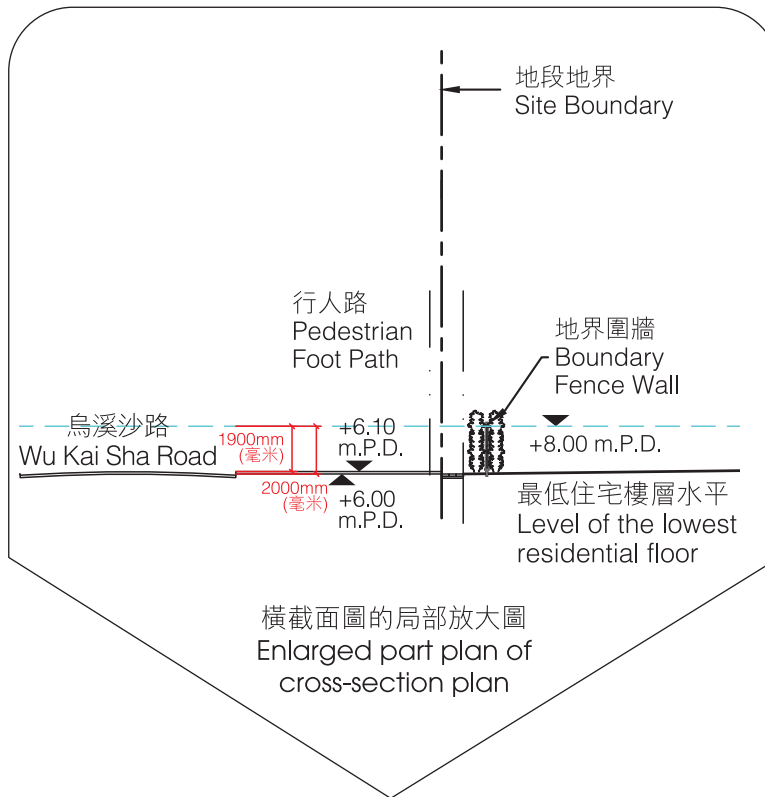 地段地界
Site Boundary
行人路
Pedestrian
Foot Path
地界圍牆
Boundary
Fence Wall
烏溪沙路
Wu Kai Sha Road
1900mm
(毫米)
+6.10
m.P.D.
+8.00 m.P.D.
2000mm
(毫米)
+6.00
m.P.D.
最低住宅樓層水平
Level of the lowest
residential floor
橫截面圖的局部放大圖
Enlarged part plan of
cross-section plan